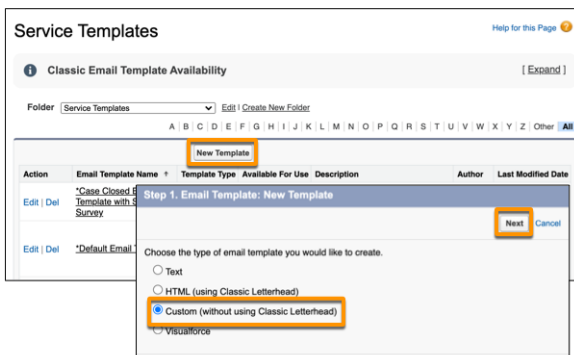 Service Templates
Help for this Page
Classic Email Template Availability
[ Expand ]
Folder Service Templates Edit | Create New Folder
A | B | C | D | E | F | G | H | I | J | K | L | M | N | O | P | Q | R | S | T | U | V | W | X | Y | Z | Other All
New Template
Action Email Template Name ↑ Template Type Available For Use Description Author Last Modified Date
Edit | Del
*Case Closed E
Template with S
Survey
Edit | Del *Default Email
Step 1. Email Template: New Template
Next Cancel
Choose the type of email template you would like to create.
Text
HTML (using Classic Letterhead)
Custom (without using Classic Letterhead)
Visualforce